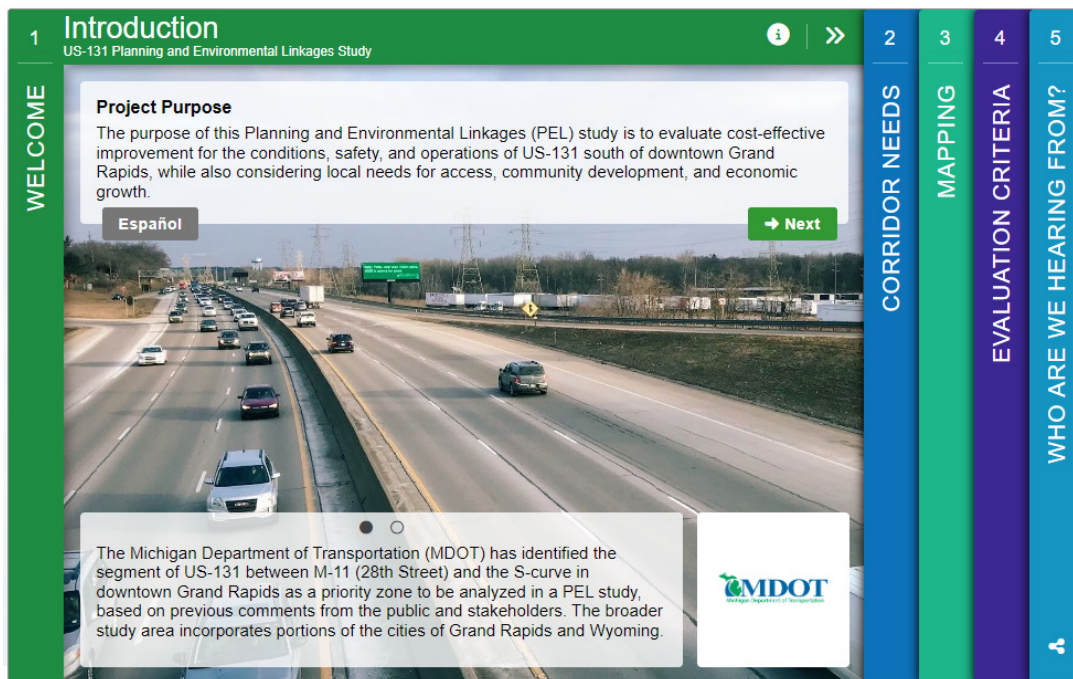 1
WELCOME
Introduction
US-131 Planning and Environmental Linkages Study
Project Purpose
The purpose of this Planning and Environmental Linkages (PEL) study is to evaluate cost-effective
improvement for the conditions, safety, and operations of US-131 south of downtown Grand
Rapids, while also considering local needs for access, community development, and economic
growth.
Español
Next
The Michigan Department of Transportation (MDOT) has identified the
segment of US-131 between M-11 (28th Street) and the S-curve in
downtown Grand Rapids as a priority zone to be analyzed in a PEL study,
based on previous comments from the public and stakeholders. The broader
study area incorporates portions of the cities of Grand Rapids and Wyoming.
MDOT
Michigan Department of Transportation
2
CORRIDOR NEEDS
3
MAPPING
4
EVALUATION CRITERIA
5
WHO ARE WE HEARING FROM?